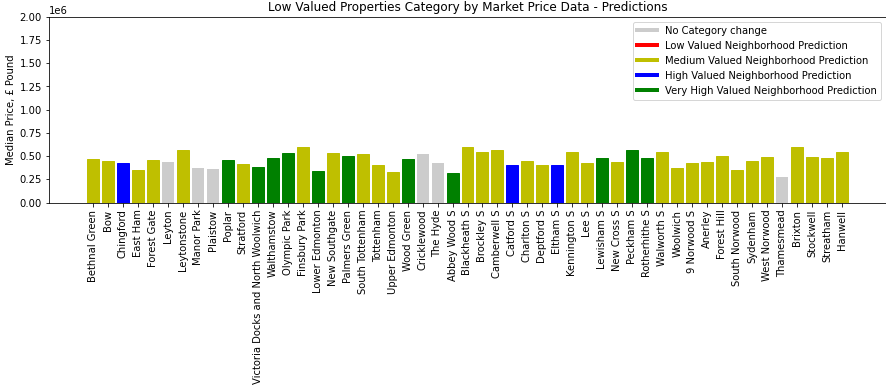 Low Valued Properties Category by Market Price Data - Predictions
1e6
2.00
1.75
1.50
1.25
1.00
0.75
0.50
0.25
0.00
Median Price, £ Pound
No Category change
Low Valued Neighborhood Prediction
Medium Valued Neighborhood Prediction
High Valued Neighborhood Prediction
Very High Valued Neighborhood Prediction
Bethnal Green
Bow
Chingford
East Ham
Forest Gate
Leyton
Leytonstone
Manor Park
Plaistow
Poplar
Stratford
Victoria Docks and North Woolwich
Walthamstow
Olympic Park
Finsbury Park
Lower Edmonton
New Southgate
Palmers Green
South Tottenham
Tottenham
Upper Edmonton
Wood Green
Cricklewood
The Hyde
Abbey Wood S
Blackheath S
Brockley S
Camberwell S
Catford S
Charlton S
Deptford S
Eltham S
Kennington S
Lee S
Lewisham S
New Cross S
Peckham S
Rotherhithe S
Walworth S
Woolwich
9 Norwood S
Anerley
Forest Hill
South Norwood
Sydenham
West Norwood
Thamesmead
Brixton
Stockwell
Streatham
Hanwell